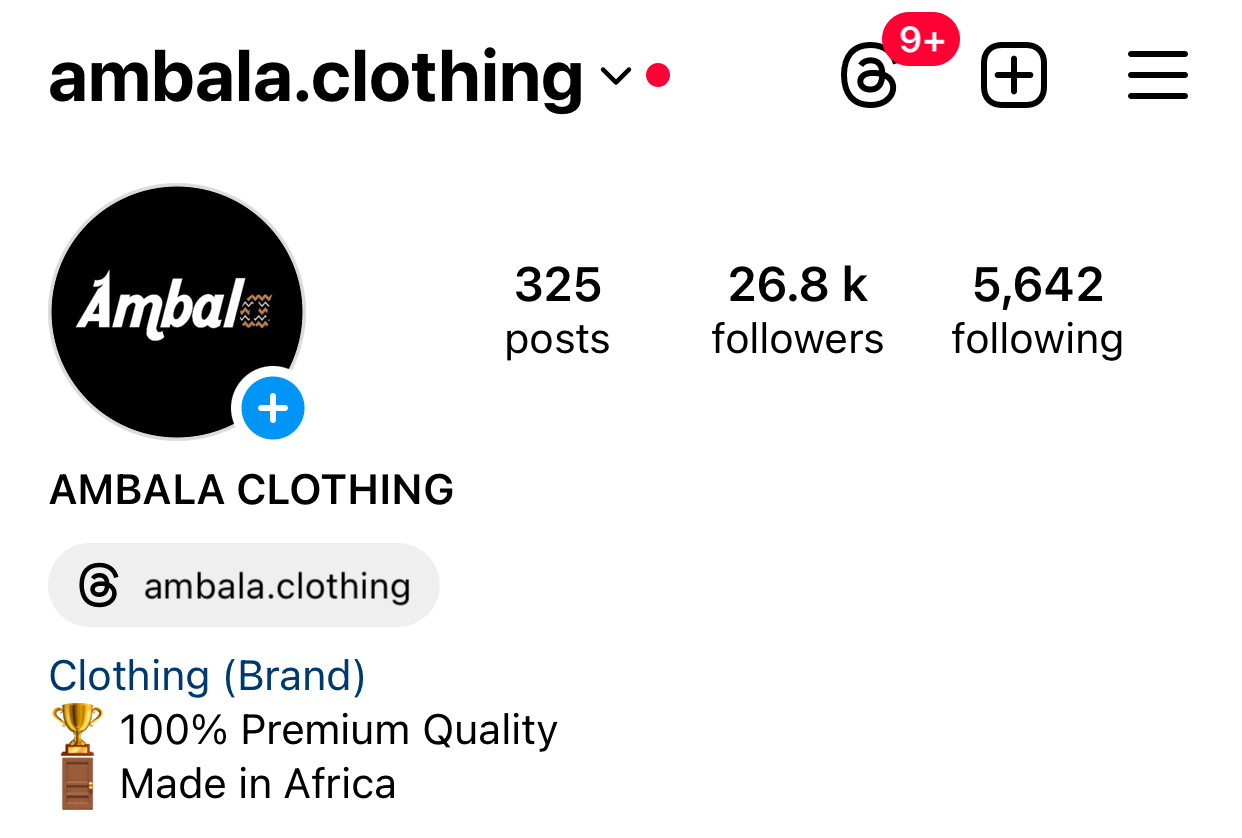 ambala.clothing
9+
Ambala
325 26.8 k 5,642
posts followers following
AMBALA CLOTHING
ambala.clothing
Clothing (Brand)
🏆 100% Premium Quality
🚪 Made in Africa